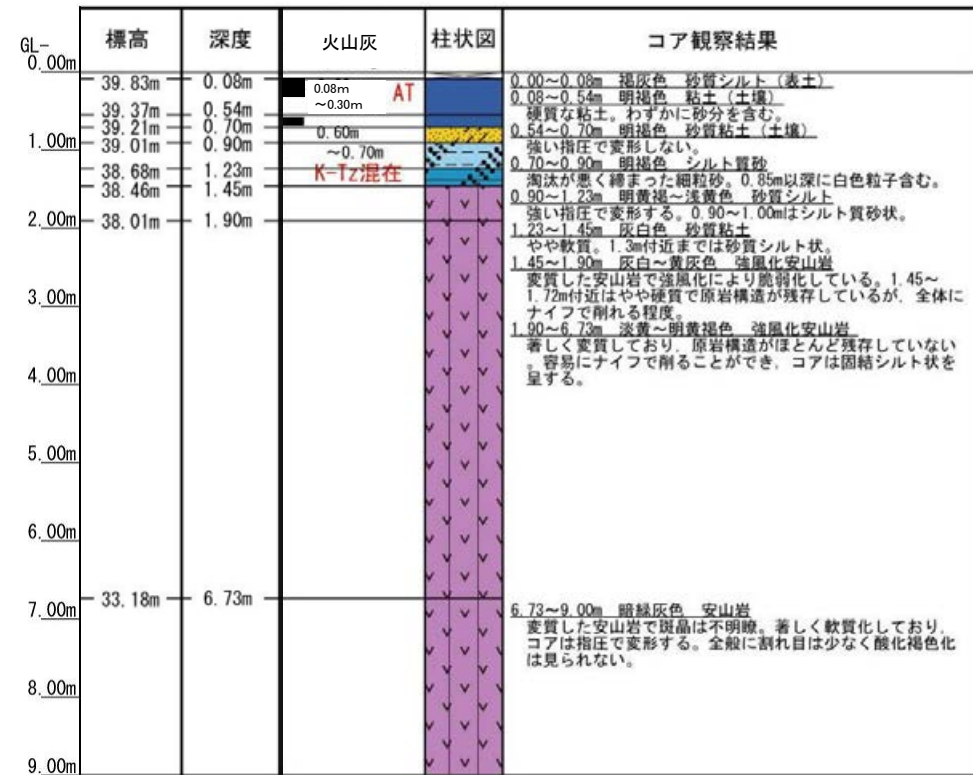 標高 深度 火山灰 柱状図 コア観察結果
GL-
0.00m
1.00m
2.00m
3.00m
4.00m
5.00m
6.00m
7.00m
8.00m
9.00m
39.83m 0.08m
39.37m 0.54m
39.21m 0.70m
39.01m 0.90m
38.68m 1.23m
38.46m 1.45m
38.01m 1.90m
33.18m 6.73m
0.08m
~0.30m
AT
0.60m
~0.70m
K-Tz混在
0.00~0.08m 褐灰色 砂質シルト（表土）
0.08~0.54m 明褐色 粘土（土壌）
硬質な粘土。わずかに砂分を含む。
0.54~0.70m 明褐色 砂質粘土（土壌）
強い指圧で変形しない。
0.70~0.90m 明褐色 シルト質砂
淘汰が悪く締まった細粒砂。0.85m以深に白色粒子含む。
0.90~1.23m 明黄褐~浅黄色 砂質シルト
強い指圧で変形する。0.90~1.00mはシルト質砂状。
1.23~1.45m 灰白色 砂質粘土
やや軟質。1.3m付近までは砂質シルト状。
1.45~1.90m 灰白~黄灰色 強風化安山岩
変質した安山岩で強風化により脆弱化している。1.45~
1.72m付近はやや硬質で原岩構造が残存しているが，全体に
ナイフで削れる程度。
1.90~6.73m 淡黄~明黄褐色 強風化安山岩
著しく変質しており，原岩構造がほとんど残存していない
。容易にナイフで削ることができ，コアは固結シルト状を
呈する。
6.73~9.00m 暗緑灰色 安山岩
変質した安山岩で斑晶は不明瞭。著しく軟質化しており，
コアは指圧で変形する。全般に割れ目は少なく酸化褐色化
は見られない。